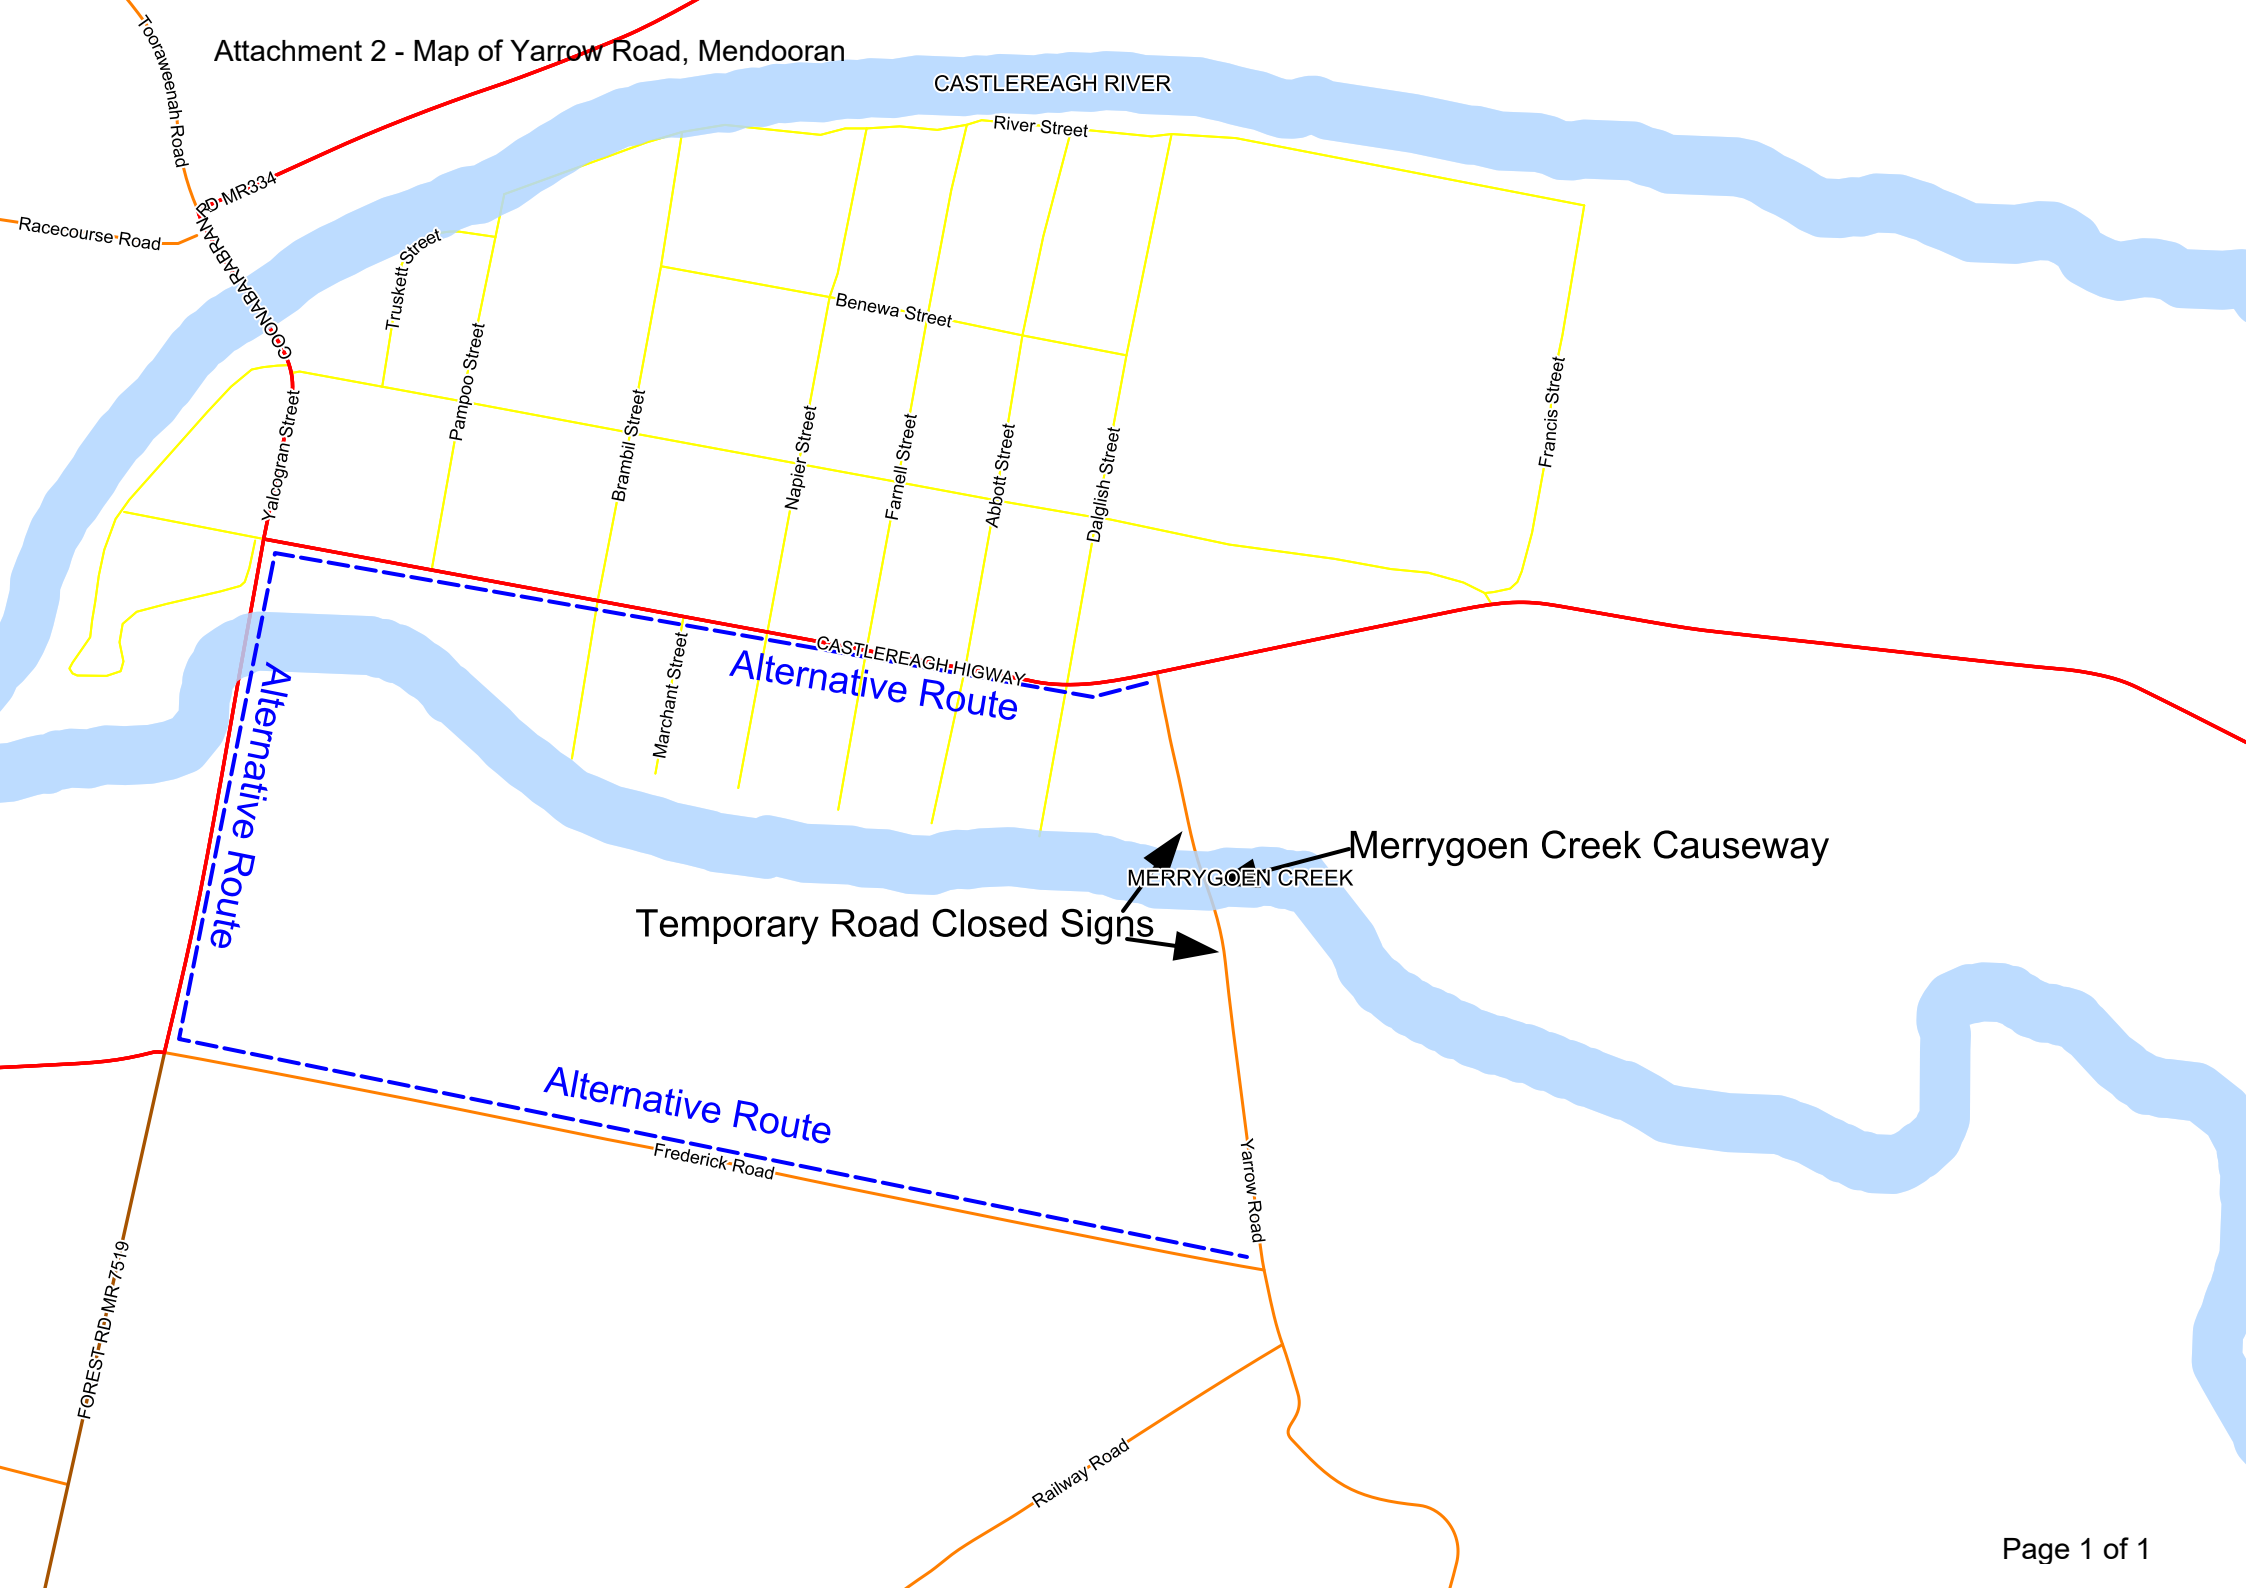 Attachment 2 - Map of Yarrow Road, Mendooran
Tooraweenah Road
CASTLEREAGH RIVER
River Street
RD MR334
COONABARABRAN
Racecourse Road
Truskett Street
Pampoo Street
Benewa Street
Yalcogran Street
Brambil Street
Napier Street
Farnell Street
Abbott Street
Dalglish Street
Francis Street
Marchant Street
CASTLEREAGH HIGWAY
Alternative Route
Alternative Route
Merrygoen Creek Causeway
MERRYGOEN CREEK
Temporary Road Closed Signs
Alternative Route
Frederick Road
Yarrow Road
FOREST RD MR 7519
Railway Road
Page 1 of 1